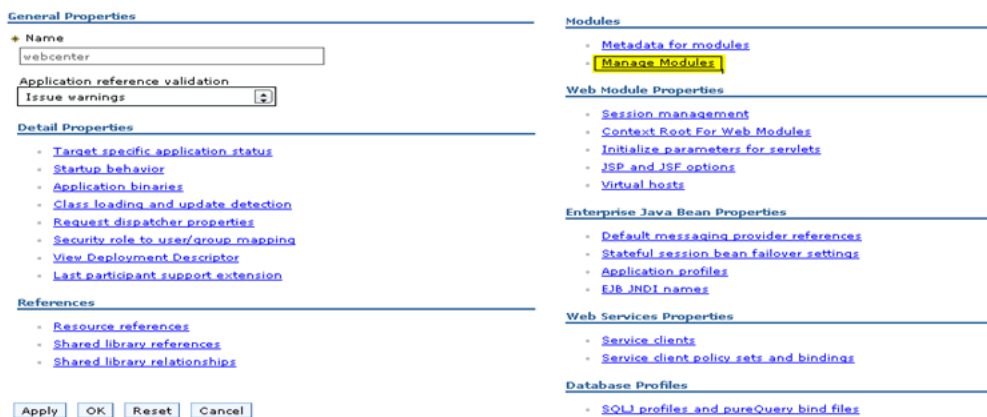 General Properties
Name
webcenter
Application reference validation
Issue warnings
Detail Properties
Target specific application status
Startup behavior
Application binaries
Class loading and update detection
Request dispatcher properties
Security role to user/group mapping
View Deployment Descriptor
Last participant support extension
References
Resource references
Shared library references
Shared library relationships
Apply OK Reset Cancel
Modules
Metadata for modules
Manage Modules
Web Module Properties
Session management
Context Root For Web Modules
Initialize parameters for servlets
JSP and JSF options
Virtual hosts
Enterprise Java Bean Properties
Default messaging provider references
Stateful session bean failover settings
Application profiles
EJB JNDI names
Web Services Properties
Service clients
Service client policy sets and bindings
Database Profiles
SQLJ profiles and pureQuery bind files